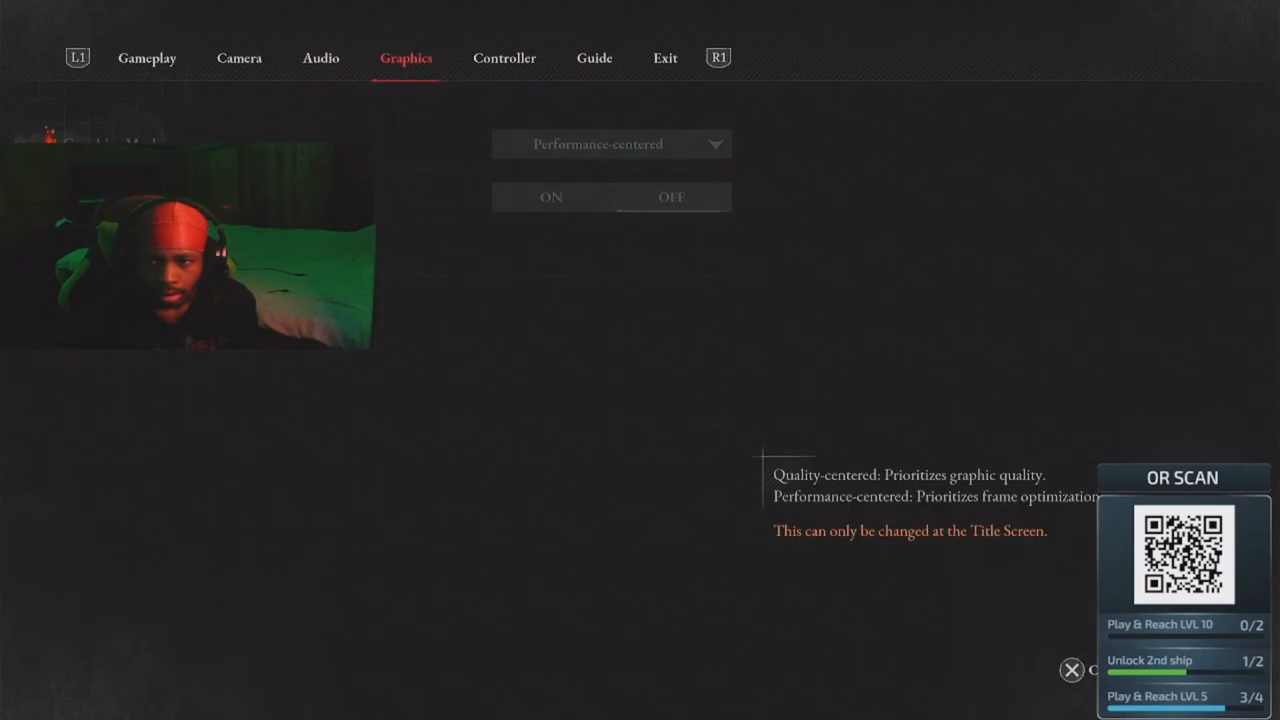 L1 Gameplay Camera Audio Graphics Controller Guide Exit R1
Performance-centered
ON OFF
Quality-centered: Prioritizes graphic quality.
Performance-centered: Prioritizes frame optimization
This can only be changed at the Title Screen.
OR SCAN
Play & Reach LVL 10 0/2
Unlock 2nd ship 1/2
Play & Reach LVL 5 3/4